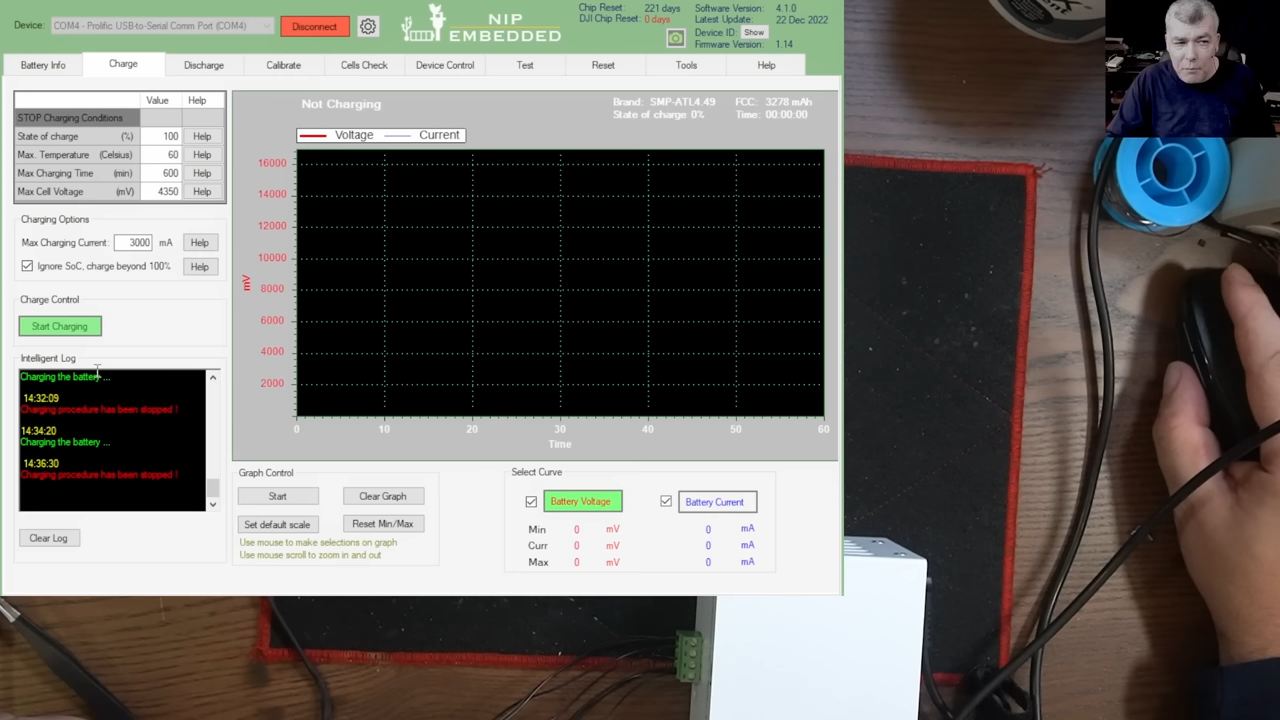 Device: COM4 - Prolific USB-to-Serial Comm Port (COM4) Disconnect
NIP
EMBEDDED
Chip Reset: 221 days
DJI Chip Reset: 0 days
Software Version: 4.1.0
Latest Update: 22 Dec 2022
Device ID: Show
Firmware Version: 1.14
Battery Info Charge Discharge Calibrate Cells Check Device Control Test Reset Tools Help
Value Help
STOP Charging Conditions
State of charge (%) 100 Help
Max. Temperature (Celsius) 60 Help
Max Charging Time (min) 600 Help
Max Cell Voltage (mV) 4350 Help
Charging Options
Max Charging Current: 3000 mA Help
Ignore SoC, charge beyond 100% Help
Charge Control
Start Charging
Intelligent Log
Charging the battery ...
14:32:09
Charging procedure has been stopped !
14:34:20
Charging the battery ...
14:36:30
Charging procedure has been stopped !
Clear Log
Not Charging
Brand: SMP-ATL4.49 FCC: 3278 mAh
State of charge 0% Time: 00:00:00
Voltage Current
16000
14000
12000
10000
8000
6000
4000
2000
mV
0 10 20 30 40 50 60
Time
Graph Control
Start Clear Graph
Set default scale Reset Min/Max
Use mouse to make selections on graph
Use mouse scroll to zoom in and out
Select Curve
Battery Voltage Battery Current
Min 0 mV 0 mA
Curr 0 mV 0 mA
Max 0 mV 0 mA